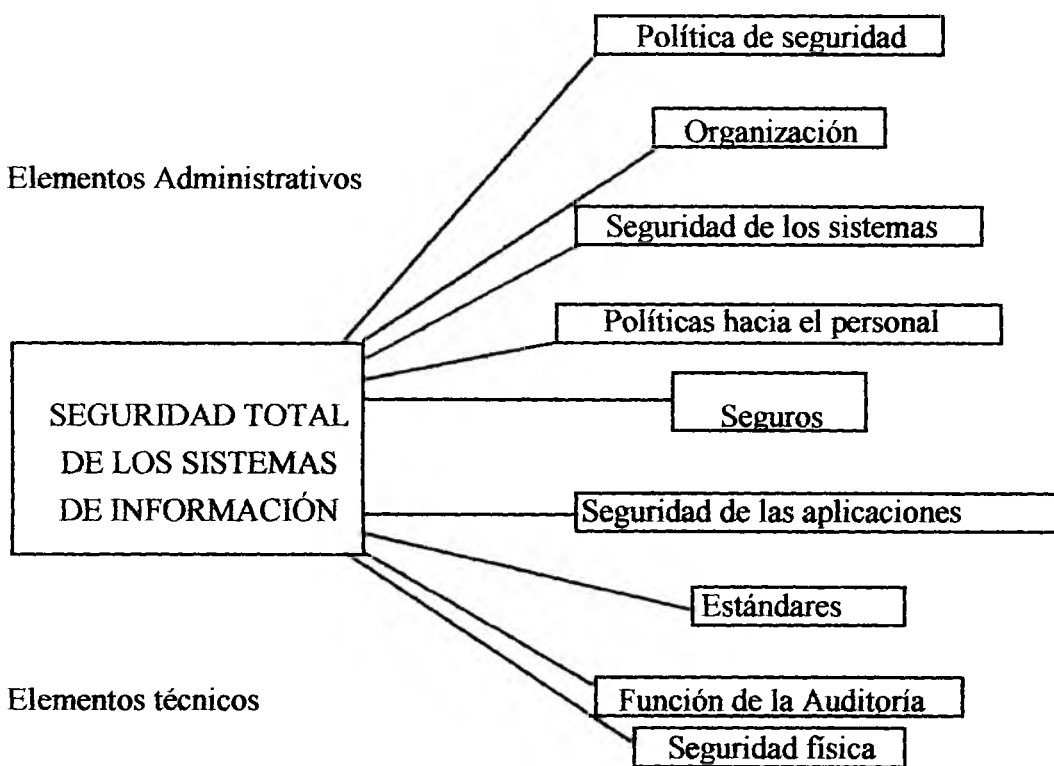 Política de seguridad
Organización
Elementos Administrativos
Seguridad de los sistemas
Políticas hacia el personal
SEGURIDAD TOTAL
DE LOS SISTEMAS
DE INFORMACIÓN
Seguros
Seguridad de las aplicaciones
Estándares
Elementos técnicos
Función de la Auditoría
Seguridad física